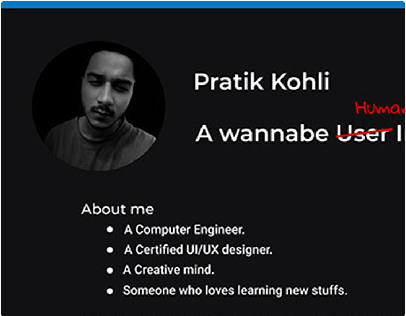 Pratik Kohli
Human
A wannabe User I
About me
A Computer Engineer.
A Certified UI/UX designer.
A Creative mind.
Someone who loves learning new stuffs.